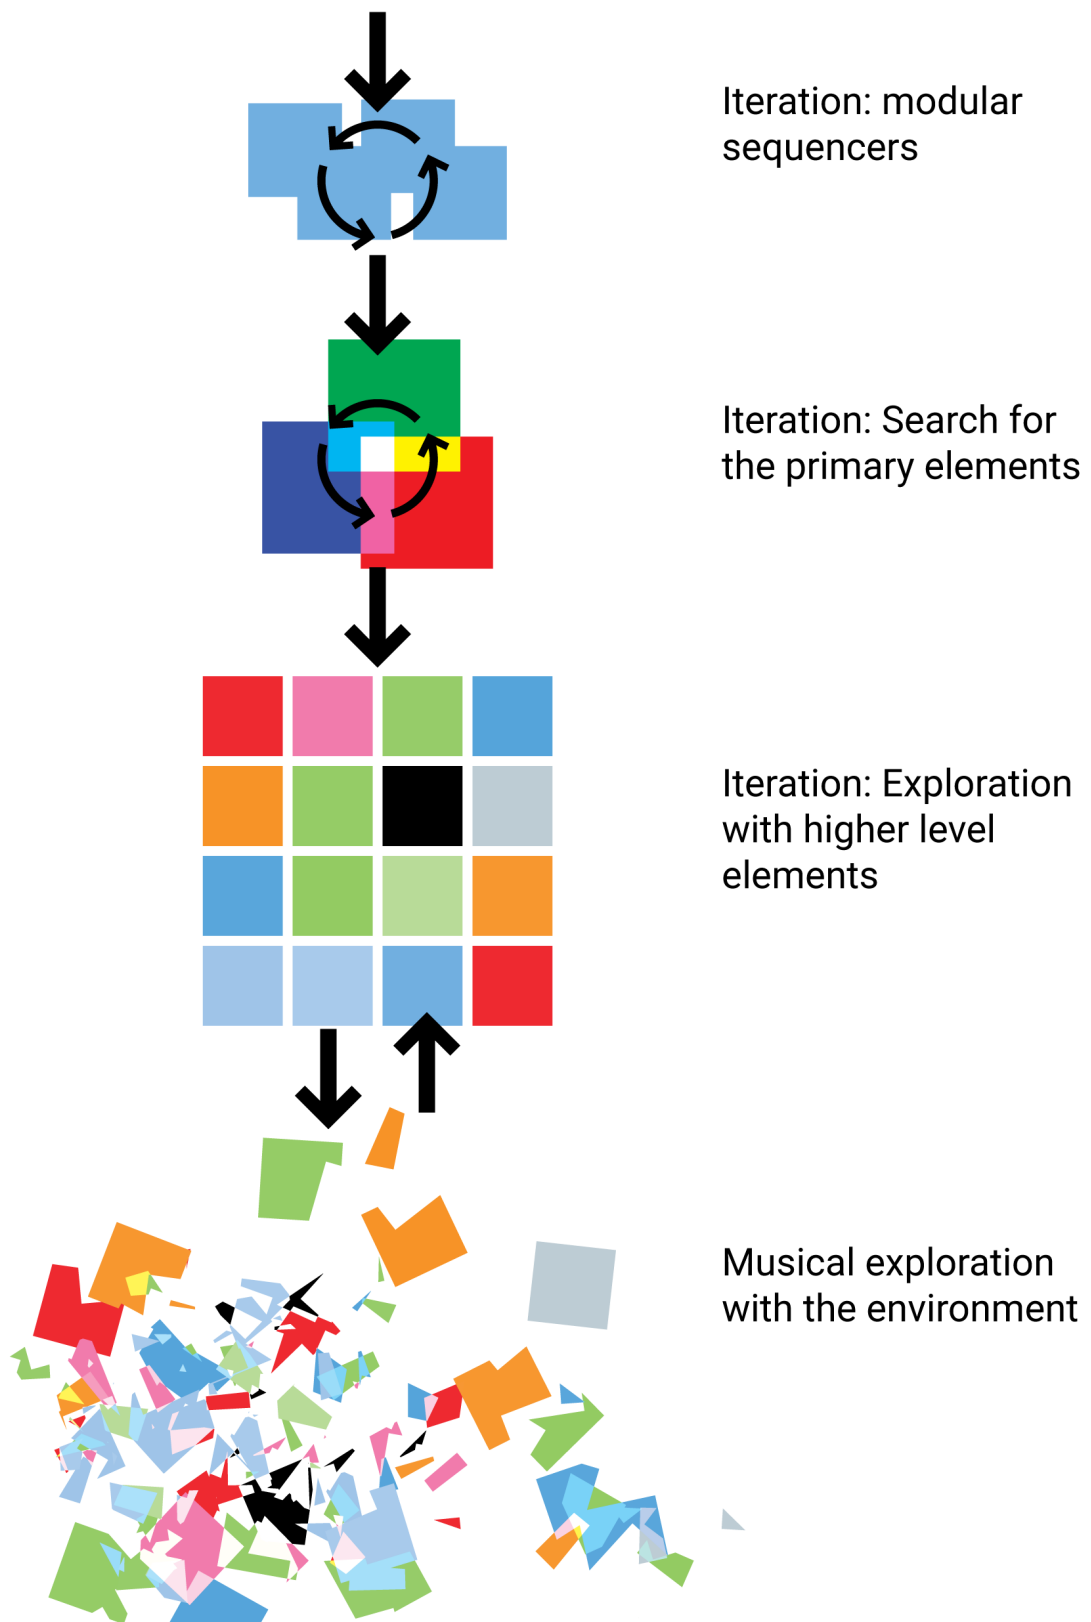 Iteration: modular
sequencers
Iteration: Search for
the primary elements
Iteration: Exploration
with higher level
elements
Musical exploration
with the environment